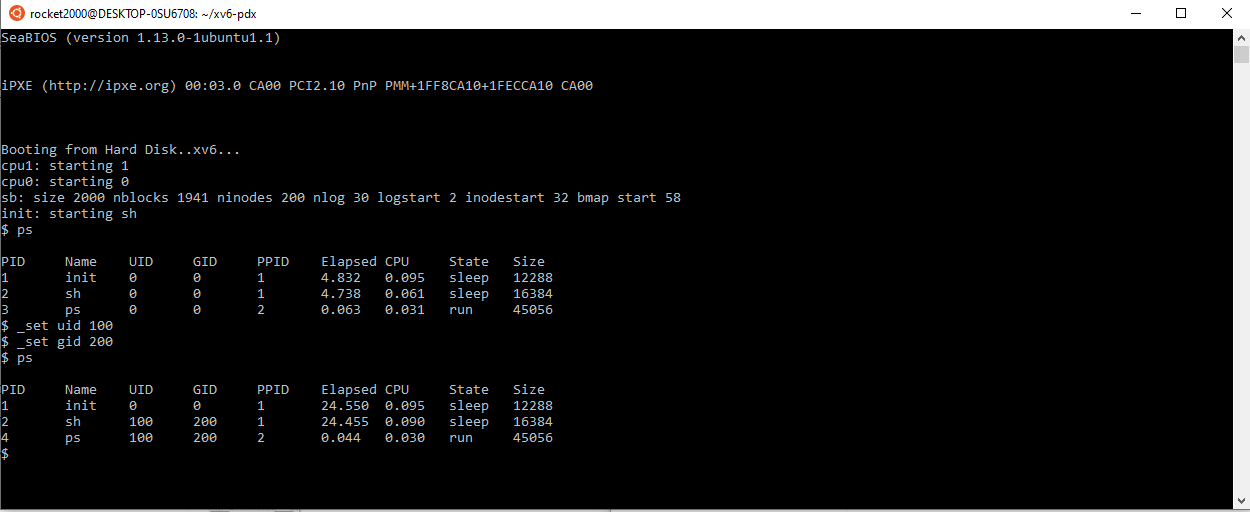 rocket2000@DESKTOP-0SU6708: ~/xv6-pdx
SeaBIOS (version 1.13.0-1ubuntu1.1)
iPXE (http://ipxe.org) 00:03.0 CA00 PCI2.10 PnP PMM+1FF8CA10+1FECCA10 CA00
Booting from Hard Disk..xv6...
cpu1: starting 1
cpu0: starting 0
sb: size 2000 nblocks 1941 ninodes 200 nlog 30 logstart 2 inodestart 32 bmap start 58
init: starting sh
$ ps
PID Name UID GID PPID Elapsed CPU State Size
1 init 0 0 1 4.832 0.095 sleep 12288
2 sh 0 0 1 4.738 0.061 sleep 16384
3 ps 0 0 2 0.063 0.031 run 45056
$ _set uid 100
$ _set gid 200
$ ps
PID Name UID GID PPID Elapsed CPU State Size
1 init 0 0 1 24.550 0.095 sleep 12288
2 sh 100 200 1 24.455 0.090 sleep 16384
4 ps 100 200 2 0.044 0.030 run 45056
$